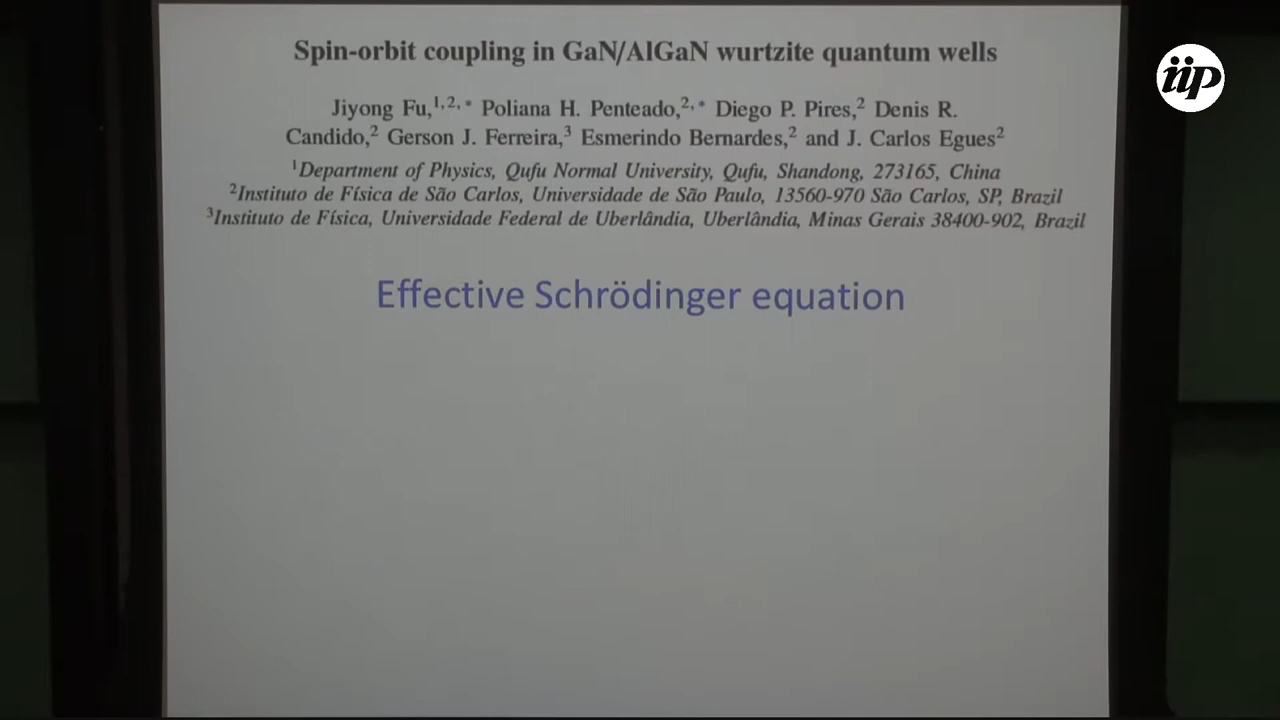 Spin-orbit coupling in GaN/AlGaN wurtzite quantum wells
Jiyong Fu,1,2,* Poliana H. Penteado,2,* Diego P. Pires,2 Denis R.
Candido,2 Gerson J. Ferreira,3 Esmerindo Bernardes,2 and J. Carlos Egues2
1Department of Physics, Qufu Normal University, Qufu, Shandong, 273165, China
2Instituto de Física de São Carlos, Universidade de São Paulo, 13560-970 São Carlos, SP, Brazil
3Instituto de Física, Universidade Federal de Uberlândia, Uberlândia, Minas Gerais 38400-902, Brazil
Effective Schrödinger equation
iip